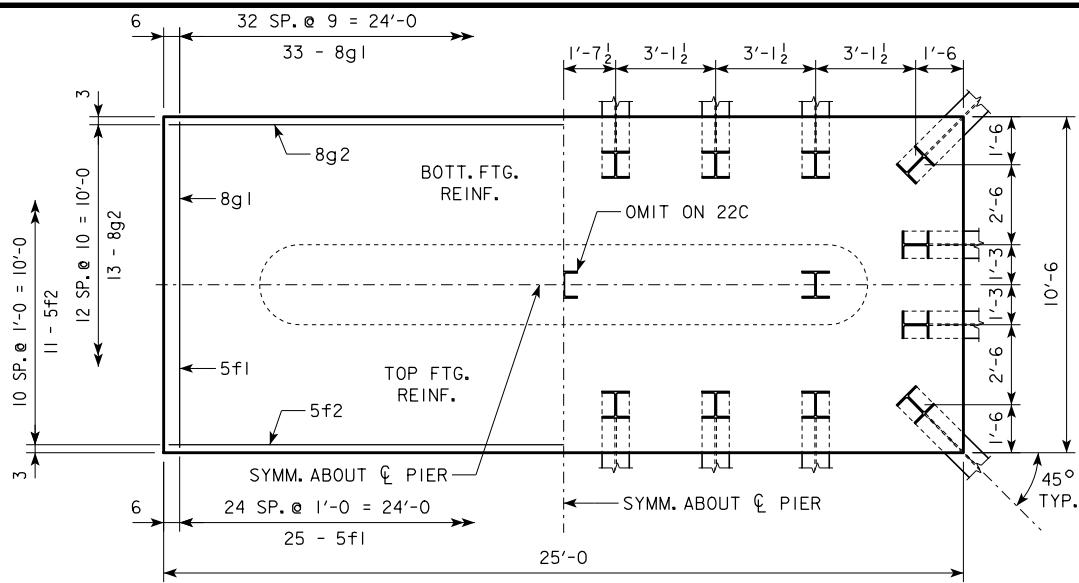 6
32 SP. @ 9 = 24'-0
33 - 8g1
1'-7½
3'-1½
3'-1½
3'-1½
1'-6
3
8g2
BOTT. FTG.
REINF.
8g1
OMIT ON 22C
12 SP. @ 10 = 10'-0
13 - 8g2
10 SP. @ 1'-0 = 10'-0
11 - 5f2
1'-6
2'-6
1'-3
1'-3
2'-6
1'-6
10'-6
5f1
TOP FTG.
REINF.
5f2
3
SYMM. ABOUT ℄ PIER
SYMM. ABOUT ℄ PIER
45°
TYP.
6
24 SP. @ 1'-0 = 24'-0
25 - 5f1
25'-0